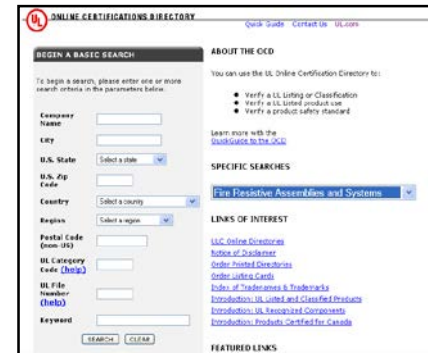 UL ONLINE CERTIFICATIONS DIRECTORY
Quick Guide Contact Us UL.com
BEGIN A BASIC SEARCH
To begin a search, please enter one or more
search criteria in the parameters below.
Company
Name
City
U.S. State Select a state
U.S. Zip
Code
Country Select a country
Region Select a region
Postal Code
(non-US)
UL Category
Code (help)
UL File
Number
(help)
Keyword
SEARCH CLEAR
ABOUT THE OCD
You can use the UL Online Certification Directory to:
● Verify a UL Listing or Classification
● Verify a UL Listed product use
● Verify a product safety standard
Learn more with the
QuickGuide to the OCD
SPECIFIC SEARCHES
Fire Resistive Assemblies and Systems
LINKS OF INTEREST
LLC Online Directories
Notice of Disclaimer
Order Printed Directories
Order Listing Cards
Index of Tradenames & Trademarks
Introduction: UL Listed and Classified Products
Introduction: UL Recognized Components
Introduction: Products Certified for Canada
FEATURED LINKS